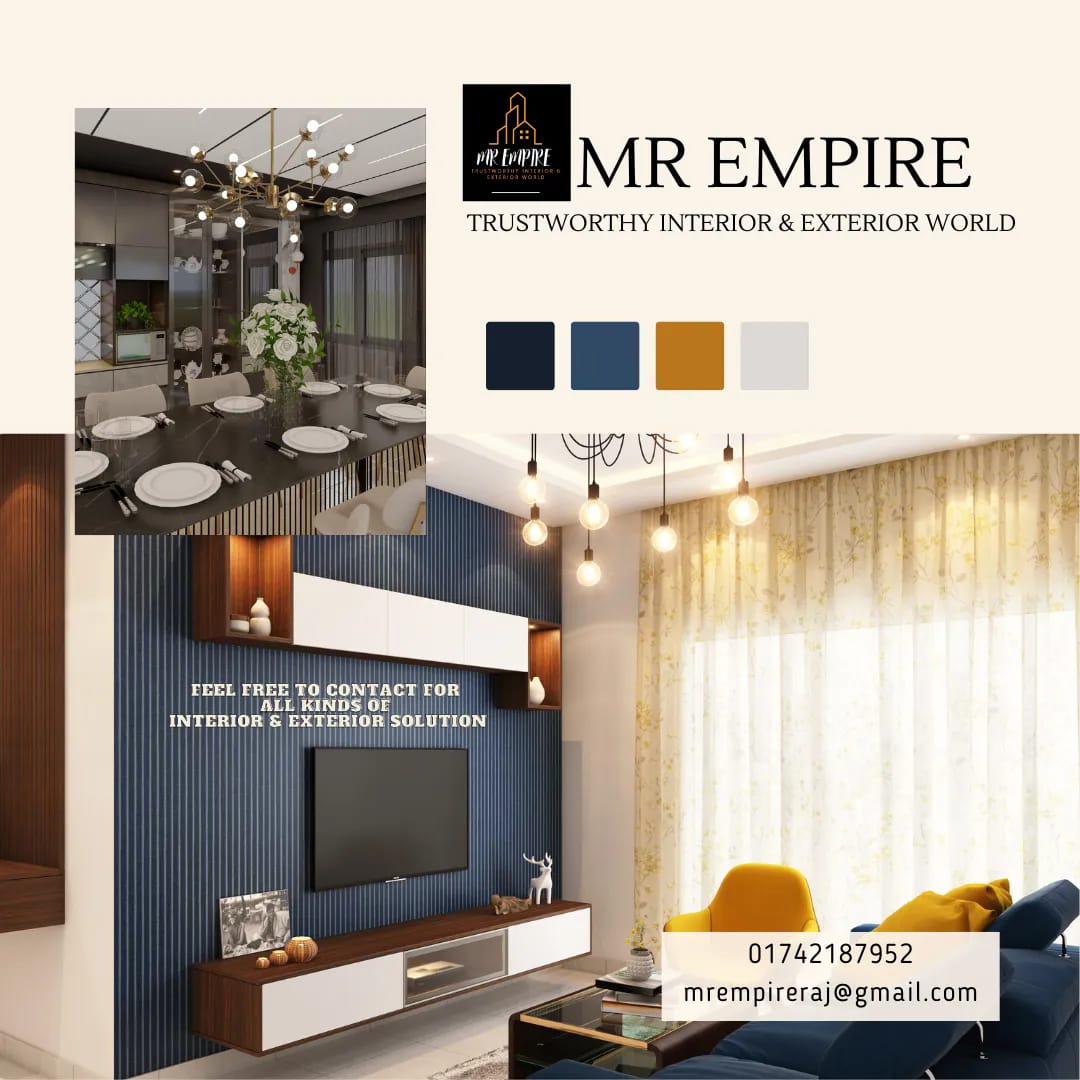 MR EMPIRE
TRUSTWORTHY INTERIOR &
EXTERIOR WORLD
MR EMPIRE
TRUSTWORTHY INTERIOR & EXTERIOR WORLD
FEEL FREE TO CONTACT FOR
ALL KINDS OF
INTERIOR & EXTERIOR SOLUTION
01742187952
mrempireraj@gmail.com